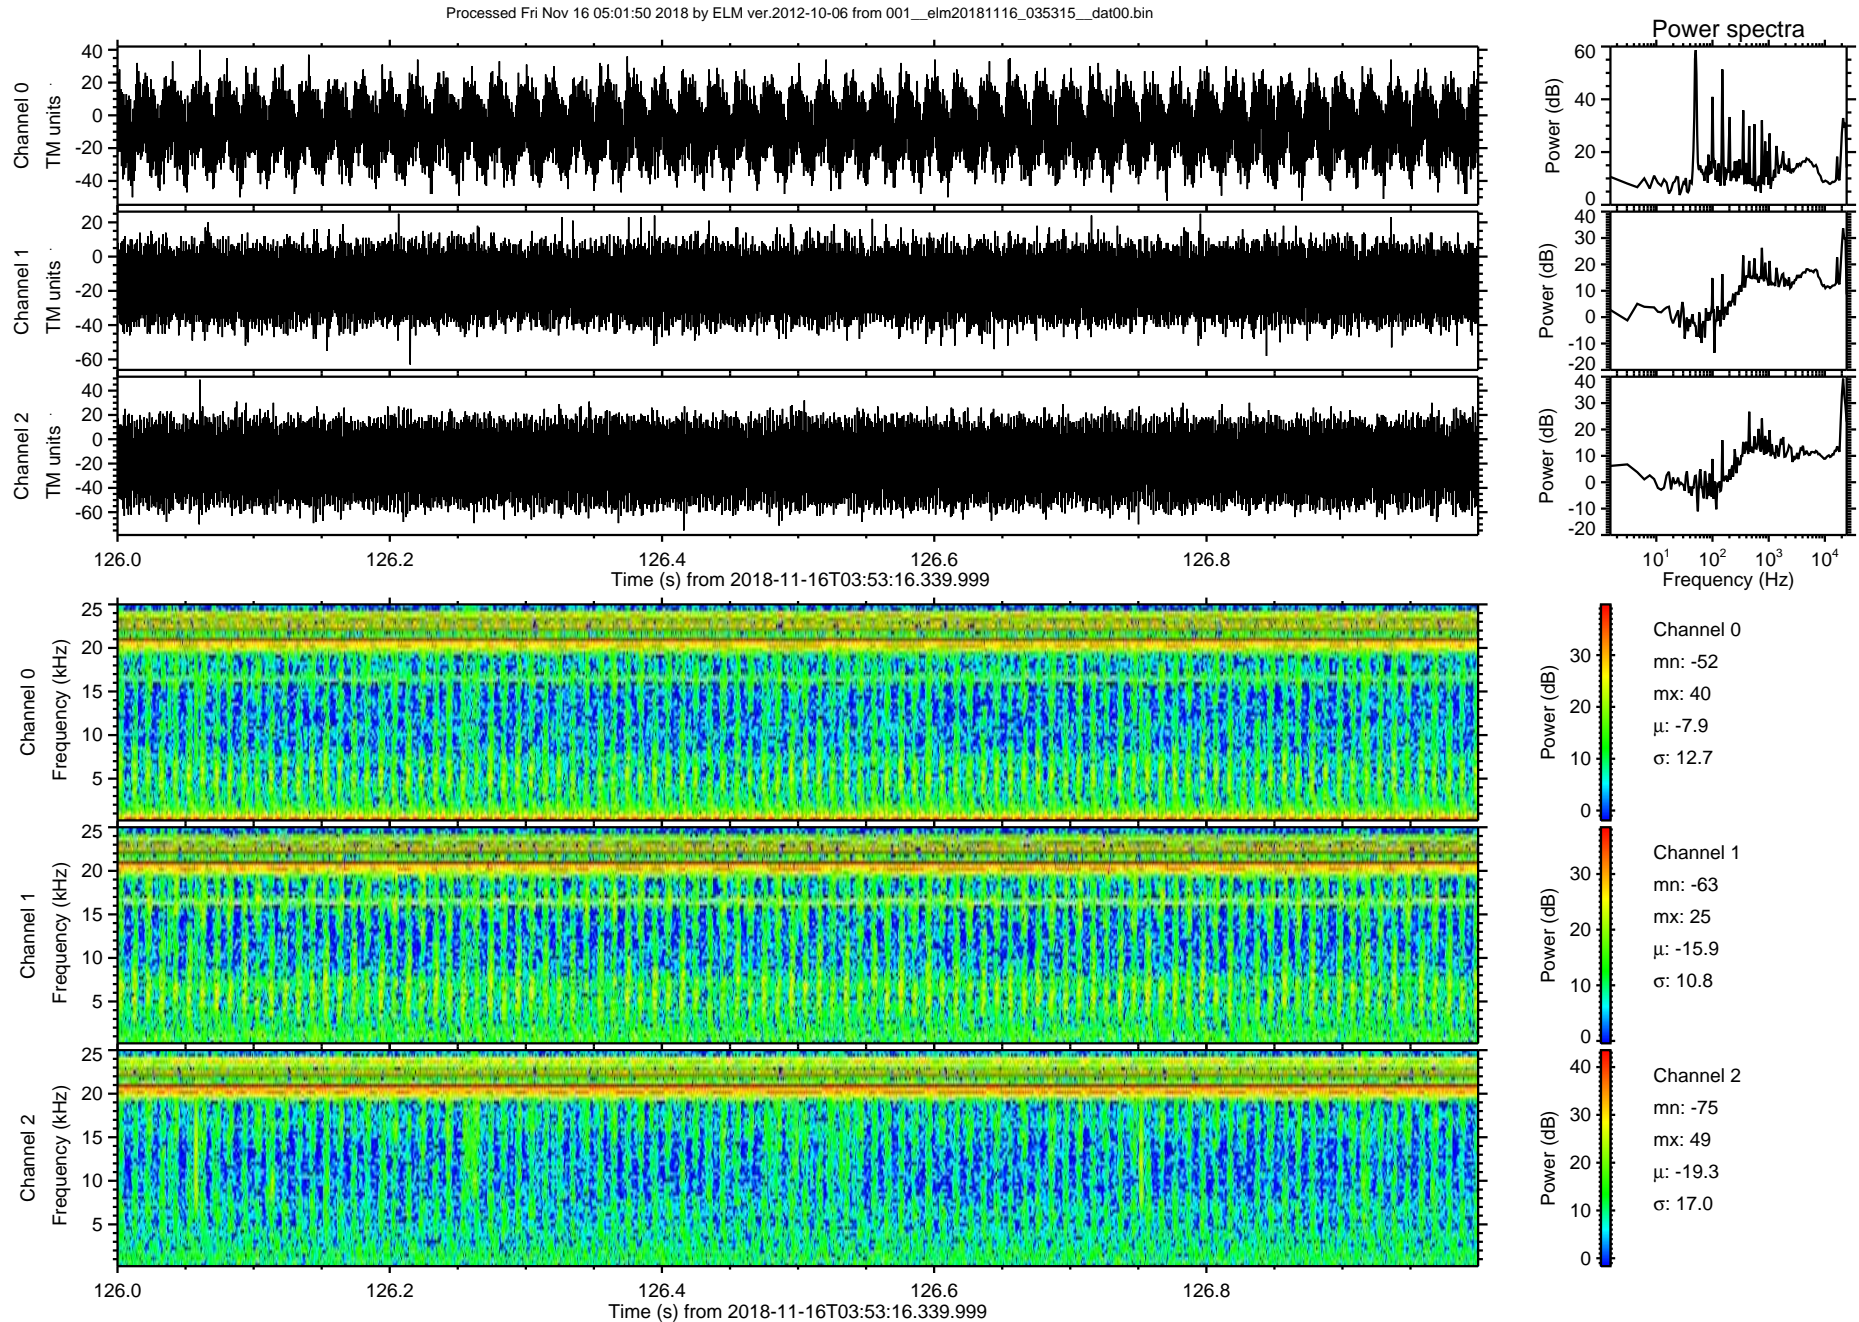 Processed Fri Nov 16 05:01:50 2018 by ELM ver.2012-10-06 from 001__elm20181116_035315__dat00.bin
Power spectra
Channel 0
TM units
40
20
0
-20
-40
Power (dB)
60
40
20
0
Channel 1
TM units
20
0
-20
-40
-60
Power (dB)
40
30
20
10
0
-10
-20
Channel 2
TM units
40
20
0
-20
-40
-60
Power (dB)
40
30
20
10
0
-10
-20
126.0 126.2 126.4 126.6 126.8
Time (s) from 2018-11-16T03:53:16.339.999
10^1 10^2 10^3 10^4
Frequency (Hz)
Channel 0
Frequency (kHz)
25
20
15
10
5
Power (dB)
30
20
10
0
Channel 0
mn: -52
mx: 40
μ: -7.9
σ: 12.7
Channel 1
Frequency (kHz)
25
20
15
10
5
Power (dB)
30
20
10
0
Channel 1
mn: -63
mx: 25
μ: -15.9
σ: 10.8
Channel 2
Frequency (kHz)
25
20
15
10
5
Power (dB)
40
30
20
10
0
Channel 2
mn: -75
mx: 49
μ: -19.3
σ: 17.0
126.0 126.2 126.4 126.6 126.8
Time (s) from 2018-11-16T03:53:16.339.999